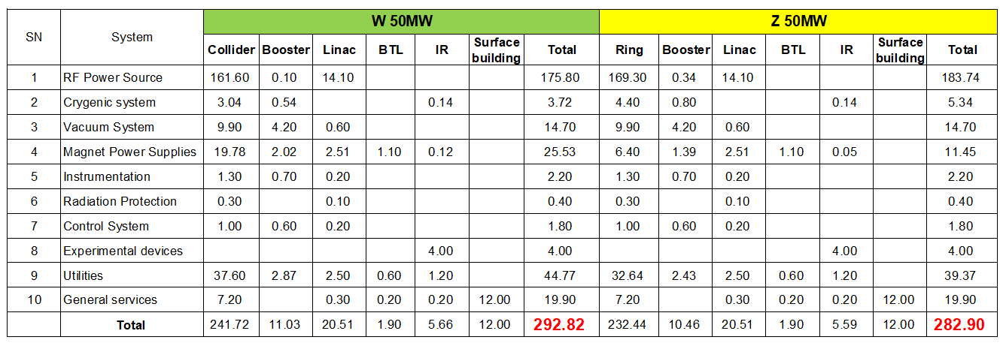 SN System W 50MW Z 50MW
Collider Booster Linac BTL IR Surface building Total Ring Booster Linac BTL IR Surface building Total
1 RF Power Source 161.60 0.10 14.10 175.80 169.30 0.34 14.10 183.74
2 Crygenic system 3.04 0.54 0.14 3.72 4.40 0.80 0.14 5.34
3 Vacuum System 9.90 4.20 0.60 14.70 9.90 4.20 0.60 14.70
4 Magnet Power Supplies 19.78 2.02 2.51 1.10 0.12 25.53 6.40 1.39 2.51 1.10 0.05 11.45
5 Instrumentation 1.30 0.70 0.20 2.20 1.30 0.70 0.20 2.20
6 Radiation Protection 0.30 0.10 0.40 0.30 0.10 0.40
7 Control System 1.00 0.60 0.20 1.80 1.00 0.60 0.20 1.80
8 Experimental devices 4.00 4.00 4.00 4.00
9 Utilities 37.60 2.87 2.50 0.60 1.20 44.77 32.64 2.43 2.50 0.60 1.20 39.37
10 General services 7.20 0.30 0.20 0.20 12.00 19.90 7.20 0.30 0.20 0.20 12.00 19.90
Total 241.72 11.03 20.51 1.90 5.66 12.00 292.82 232.44 10.46 20.51 1.90 5.59 12.00 282.90